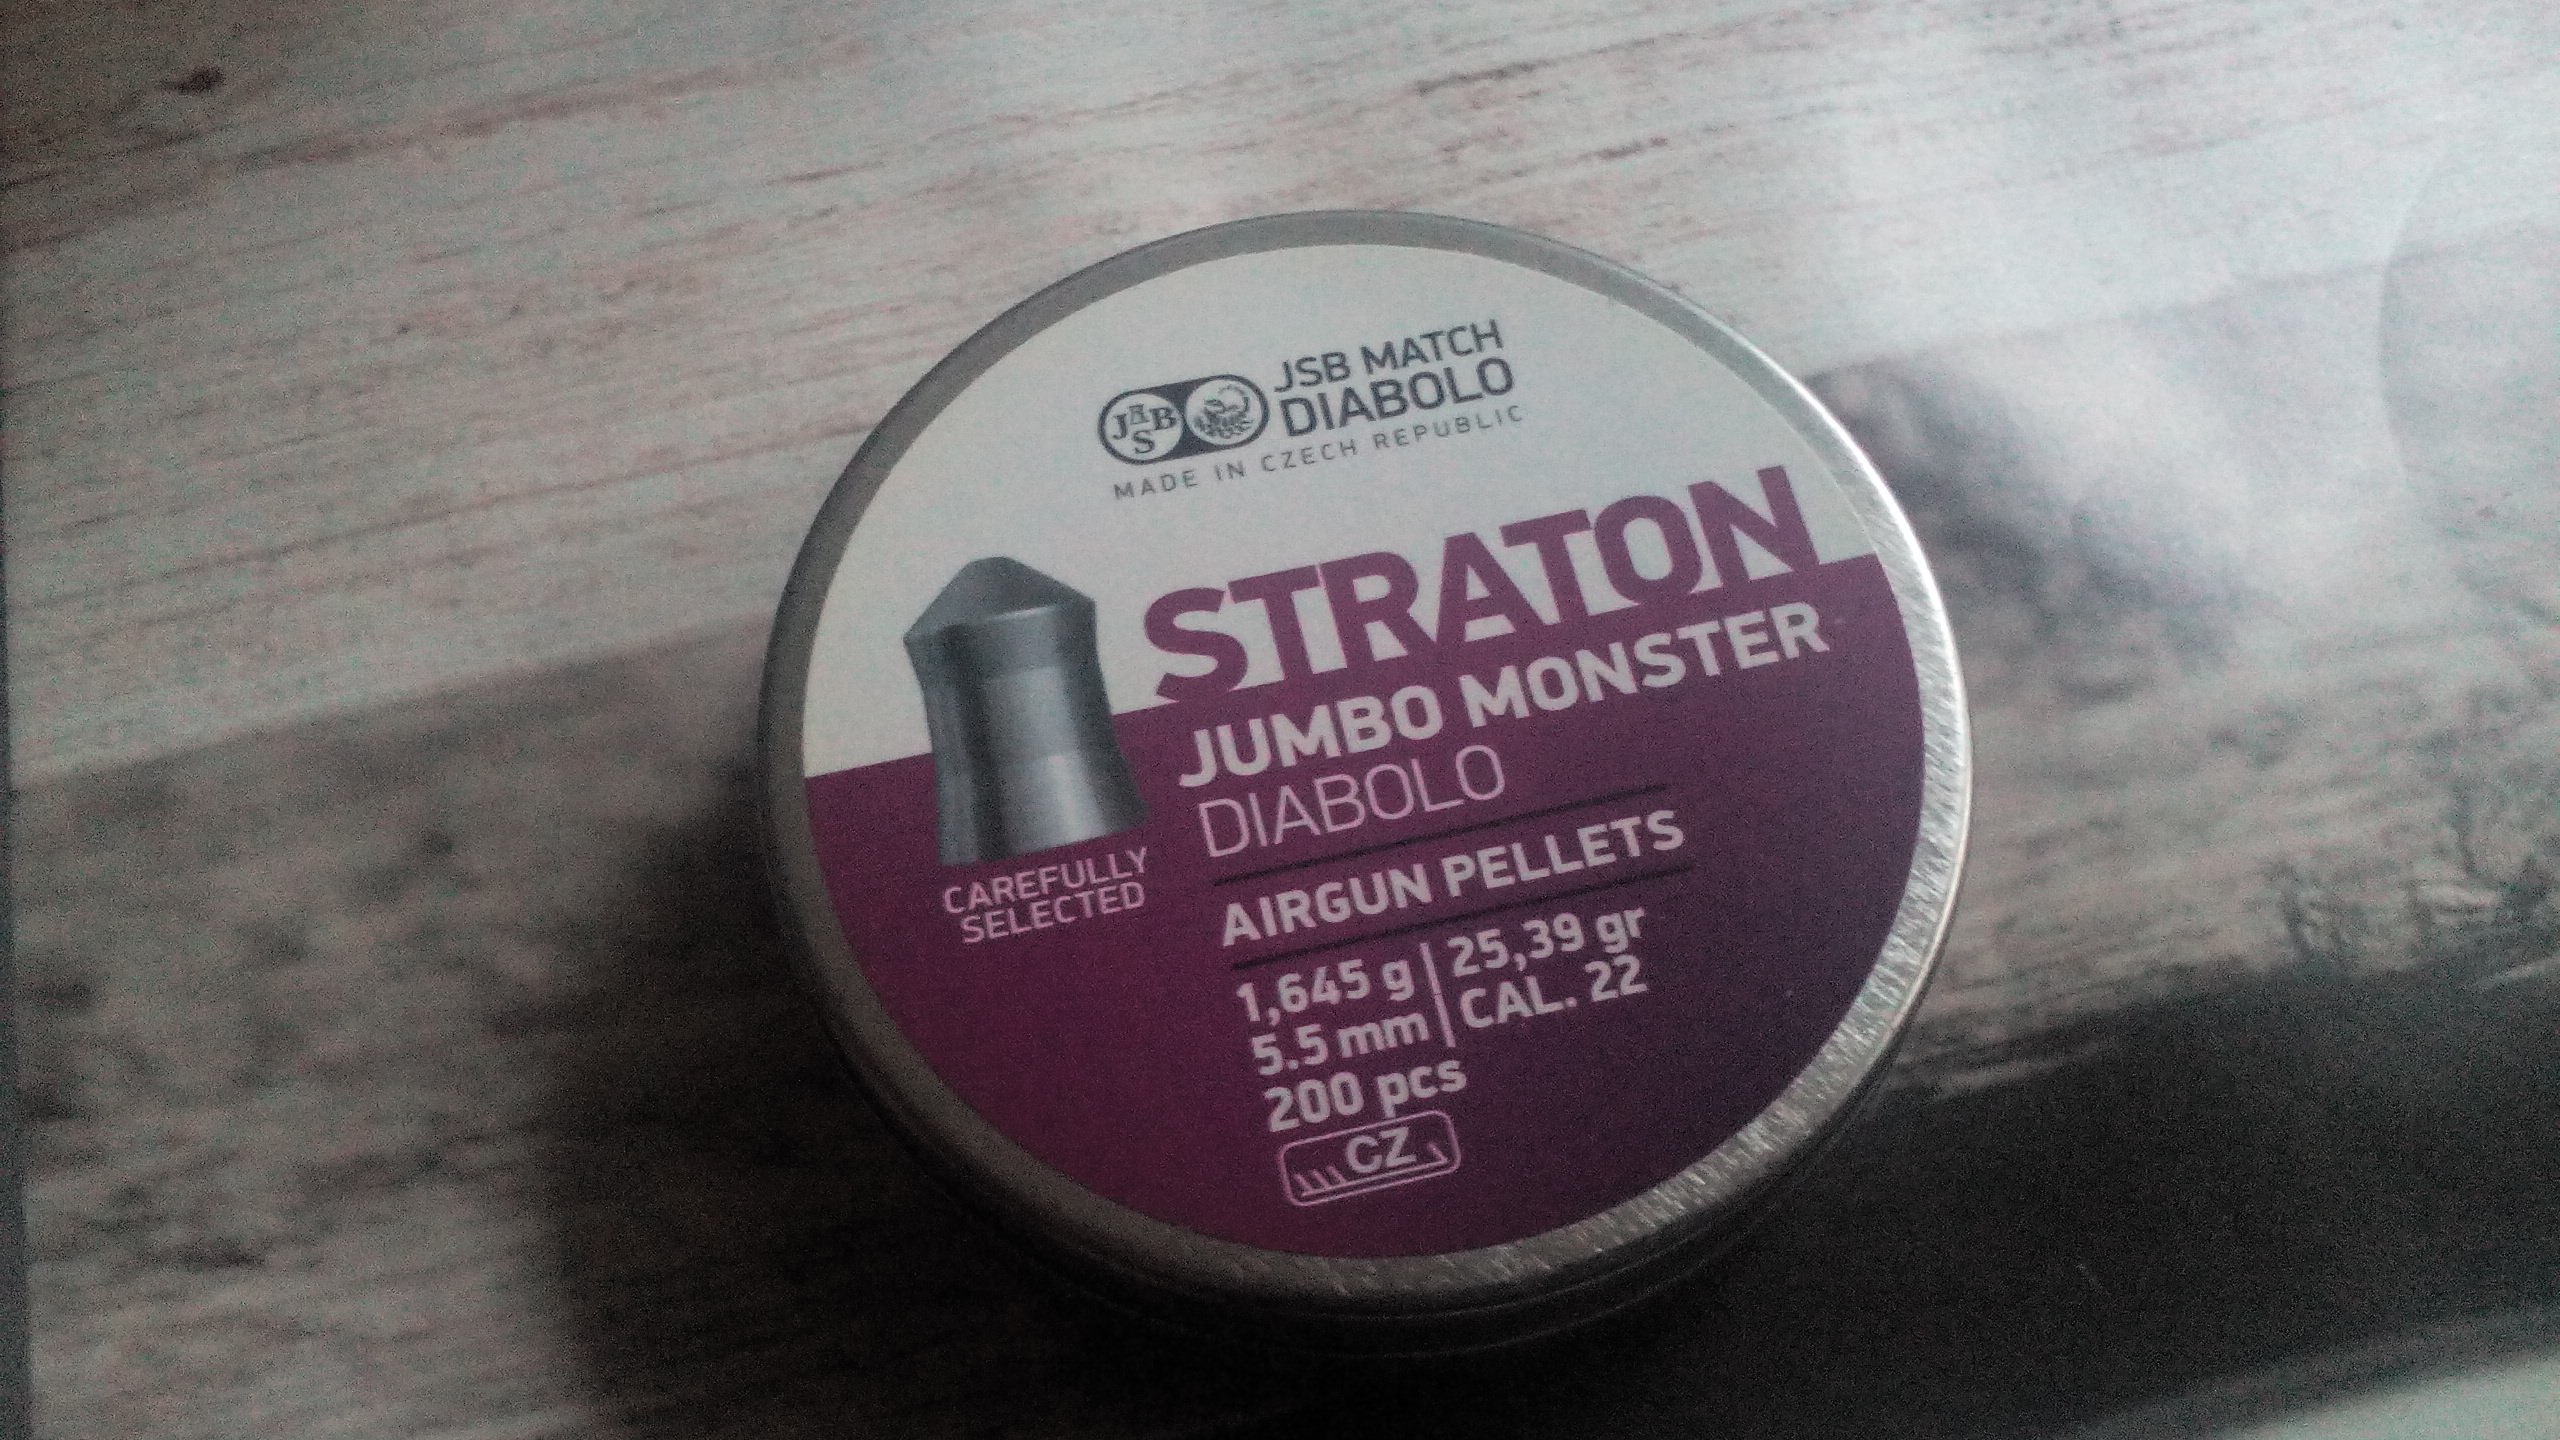 JASB
JSB MATCH
DIABOLO
MADE IN CZECH REPUBLIC
STRATON
JUMBO MONSTER
DIABOLO
CAREFULLY
SELECTED
AIRGUN PELLETS
1,645 g | 25,39 gr
5.5 mm | CAL. 22
200 pcs
CZ